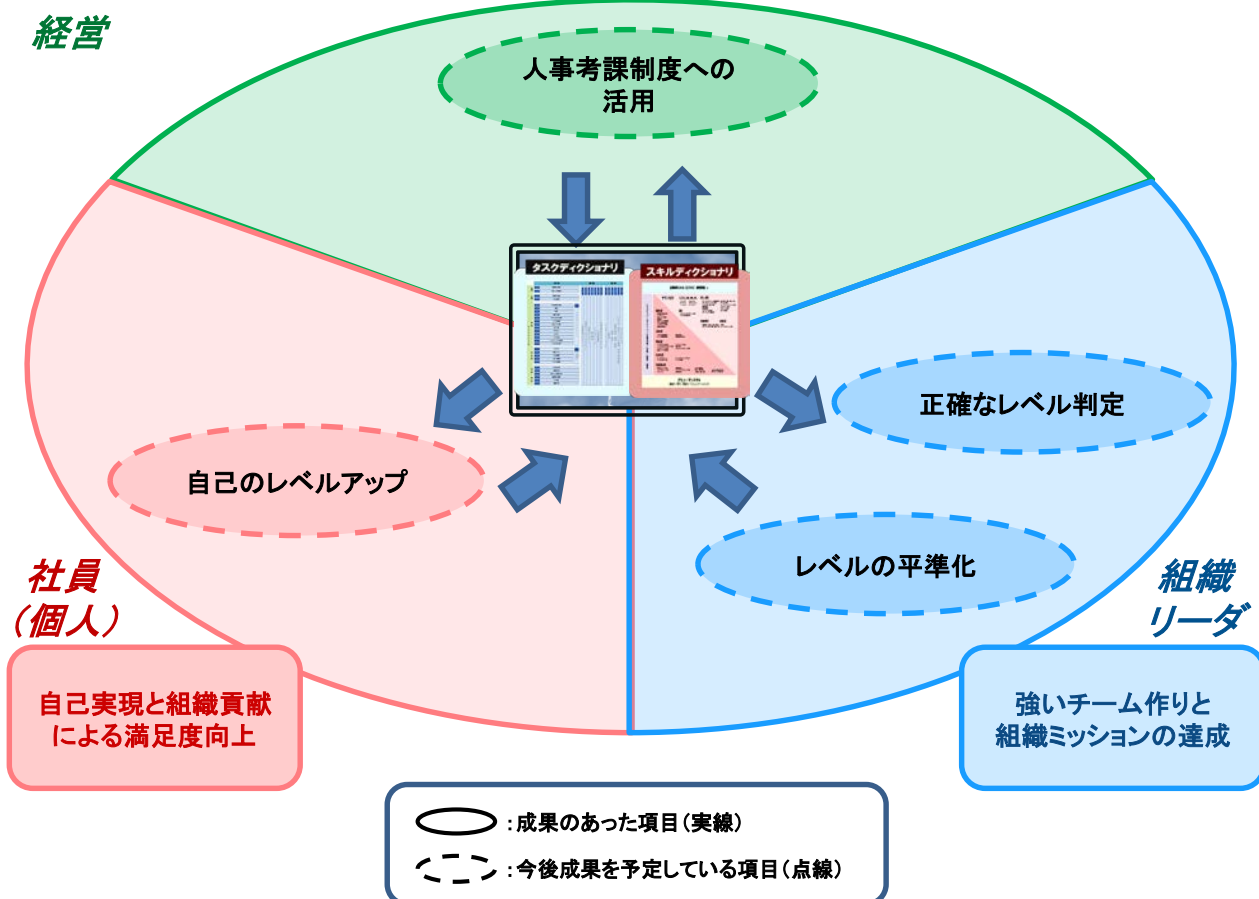 経営
人事考課制度への
活用
タスクディクショナリ
スキルディクショナリ
正確なレベル判定
自己のレベルアップ
レベルの平準化
社員
（個人）
組織
リーダ
自己実現と組織貢献
による満足度向上
強いチーム作りと
組織ミッションの達成
：成果のあった項目（実線）
：今後成果を予定している項目（点線）